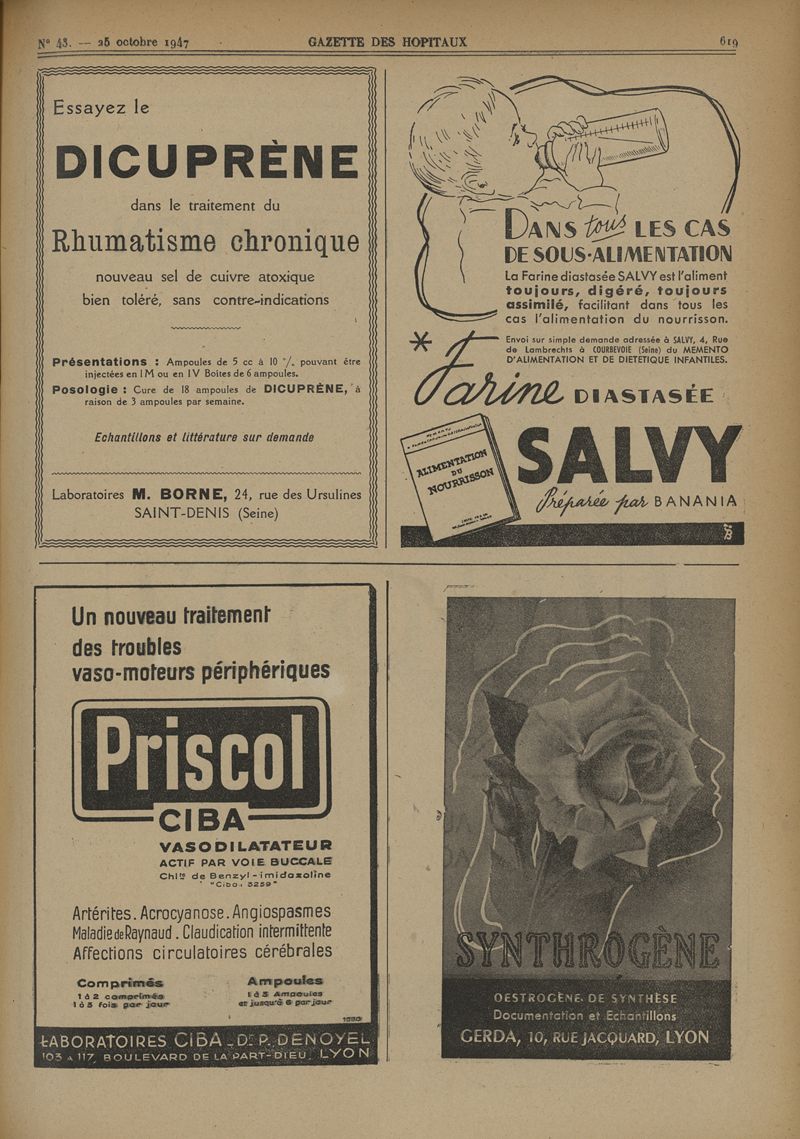 N° 43. — 25 octobre 1947
GAZETTE DES HOPITAUX
619
Essayez le
DICUPRÈNE
dans le traitement du
Rhumatisme chronique
nouveau sel de cuivre atoxique
bien toléré, sans contre-indications
Présentations : Ampoules de 5 cc à 10 % pouvant être
injectées en IM ou en IV Boites de 6 ampoules.
Posologie : Cure de 18 ampoules de DICUPRÈNE, à
raison de 3 ampoules par semaine.
Echantillons et littérature sur demande
Laboratoires M. BORNE, 24, rue des Ursulines
SAINT-DENIS (Seine)
DANS tous LES CAS
DE SOUS-ALIMENTATION
La Farine diastasée SALVY est l'aliment
toujours, digéré, toujours
assimilé, facilitant dans tous les
cas l'alimentation du nourrisson.
* Envoi sur simple demande adressée à SALVY, 4, Rue
de Lambrechts à COURBEVOIE (Seine) du MEMENTO
D'ALIMENTATION ET DE DIETETIQUE INFANTILES.
Farine DIASTASÉE
SALVY
Préparée par BANANIA
ALIMENTATION
DU
NOURRISSON
Un nouveau traitement
des troubles
vaso-moteurs périphériques
Priscol
CIBA
VASODILATATEUR
ACTIF PAR VOIE BUCCALE
Chlte de Benzyl-imidazoline
"Ciba. 3259"
Artérites. Acrocyanose. Angiospasmes
Maladie de Raynaud. Claudication intermittente
Affections circulatoires cérébrales
Comprimés
1 à 2 comprimés
1 à 3 fois par jour
Ampoules
1 à 3 Ampoules
et jusqu'à 6 par jour
LABORATOIRES CIBA_Dr P. DENOYEL
103 A 117, BOULEVARD DE LA PART-DIEU, LYON
SYNTHROGÈNE
OESTROGÈNE DE SYNTHÈSE
Documentation et Echantillons
GERDA, 10, RUE JACQUARD, LYON